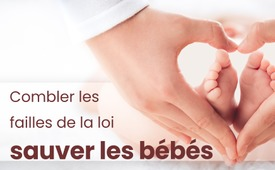 Combler les
failles de la loi
sauver les bébés